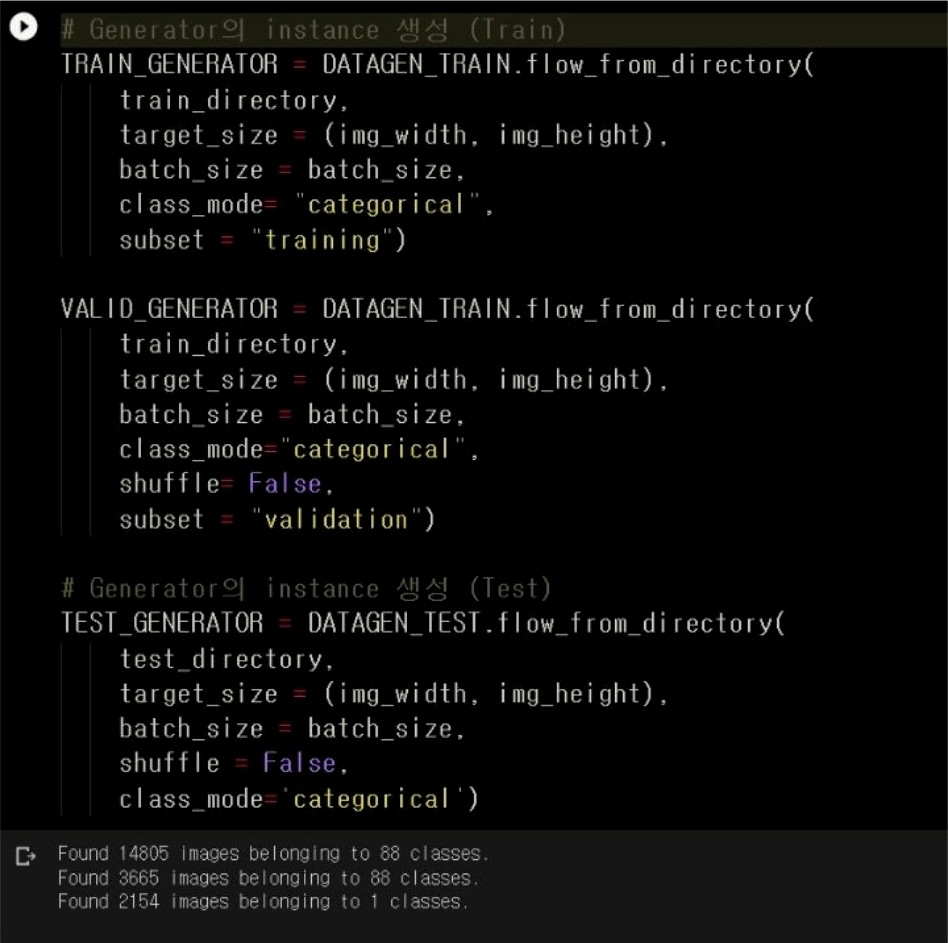 # Generator의 instance 생성 (Train)
TRAIN_GENERATOR = DATAGEN_TRAIN.flow_from_directory(
    train_directory,
    target_size = (img_width, img_height),
    batch_size = batch_size,
    class_mode= "categorical",
    subset = "training")

VALID_GENERATOR = DATAGEN_TRAIN.flow_from_directory(
    train_directory,
    target_size = (img_width, img_height),
    batch_size = batch_size,
    class_mode="categorical",
    shuffle= False,
    subset = "validation")

# Generator의 instance 생성 (Test)
TEST_GENERATOR = DATAGEN_TEST.flow_from_directory(
    test_directory,
    target_size = (img_width, img_height),
    batch_size = batch_size,
    shuffle = False,
    class_mode='categorical')
Found 14805 images belonging to 88 classes.
Found 3665 images belonging to 88 classes.
Found 2154 images belonging to 1 classes.